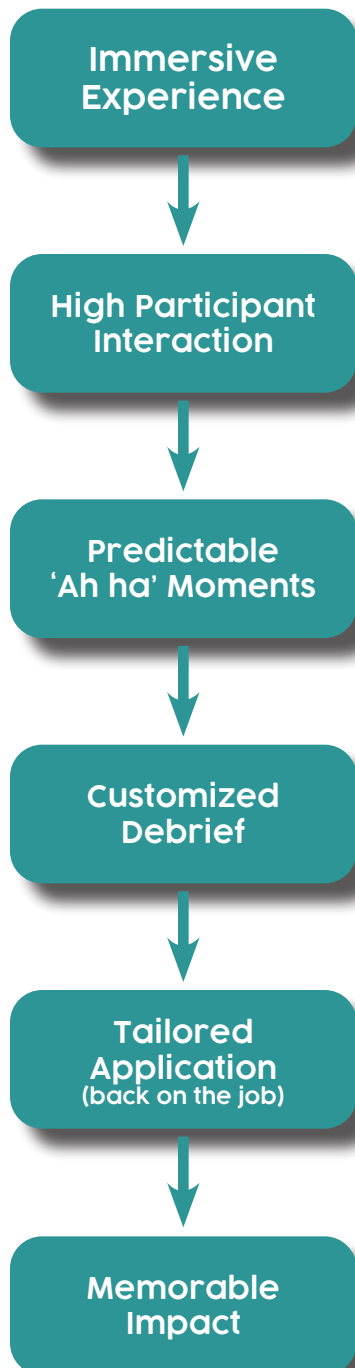 Immersive
Experience
High Participant
Interaction
Predictable
‘Ah ha’ Moments
Customized
Debrief
Tailored
Application
(back on the job)
Memorable
Impact